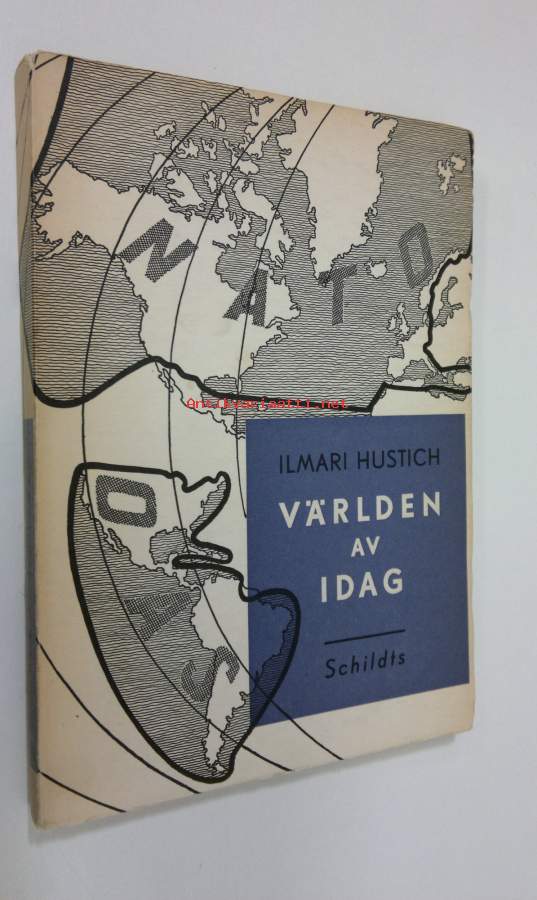 NATO
Antikvariaatti.net
ILMARI HUSTICH
VÄRLDEN
AV
IDAG
Schildts
OAS